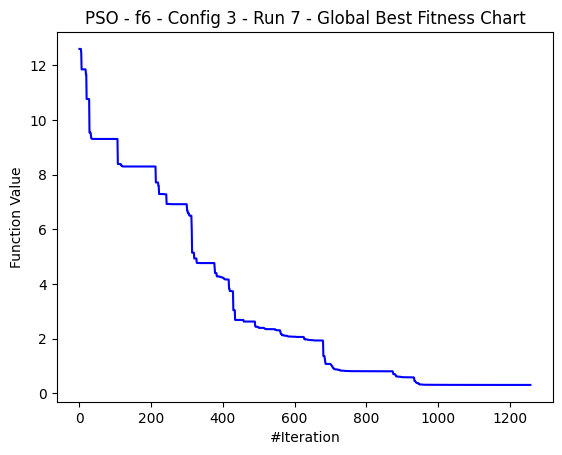 PSO - f6 - Config 3 - Run 7 - Global Best Fitness Chart
12
10
8
6
4
2
0
Function Value
0 200 400 600 800 1000 1200
#Iteration